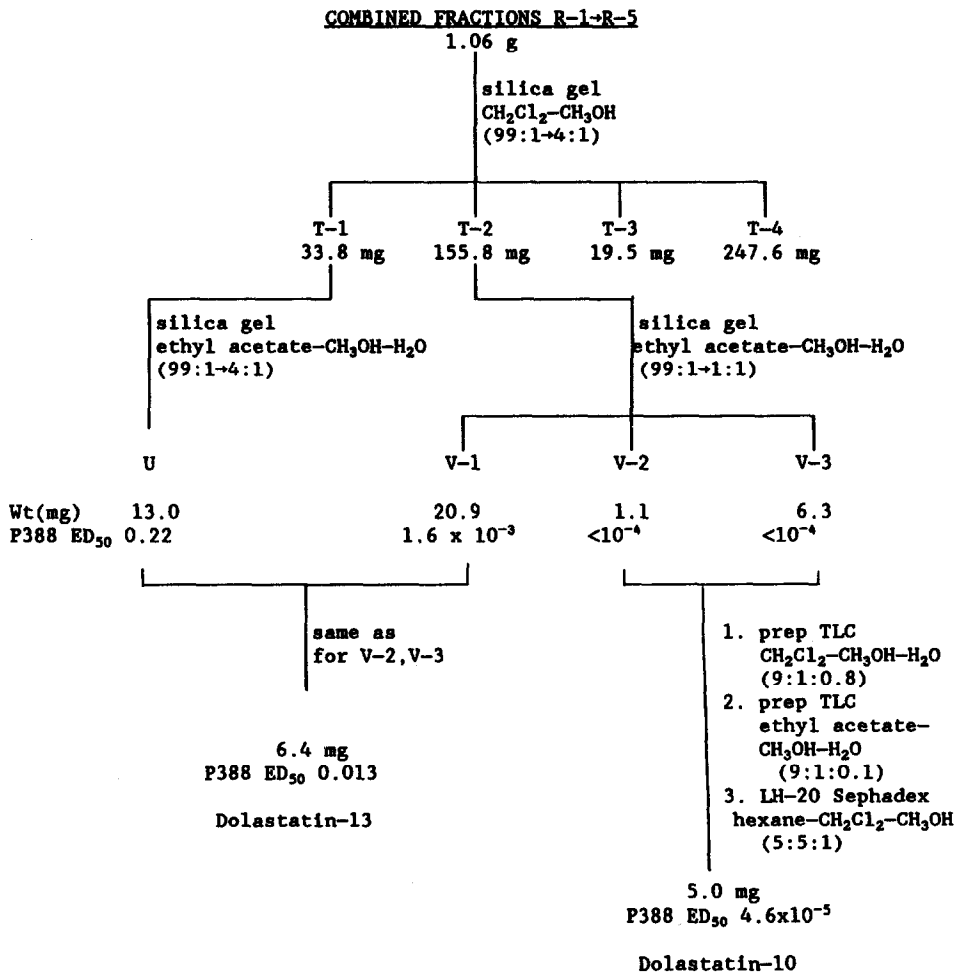 COMBINED FRACTIONS R-1→R-5
1.06 g
silica gel
CH₂Cl₂-CH₃OH
(99:1→4:1)
T-1 T-2 T-3 T-4
33.8 mg 155.8 mg 19.5 mg 247.6 mg
silica gel
ethyl acetate-CH₃OH-H₂O
(99:1→4:1)
silica gel
ethyl acetate-CH₃OH-H₂O
(99:1→1:1)
U V-1 V-2 V-3
Wt(mg) 13.0 20.9 1.1 6.3
P388 ED₅₀ 0.22 1.6 x 10⁻³ <10⁻⁴ <10⁻⁴
same as
for V-2,V-3
6.4 mg
P388 ED₅₀ 0.013
Dolastatin-13
1. prep TLC
CH₂Cl₂-CH₃OH-H₂O
(9:1:0.8)
2. prep TLC
ethyl acetate-
CH₃OH-H₂O
(9:1:0.1)
3. LH-20 Sephadex
hexane-CH₂Cl₂-CH₃OH
(5:5:1)
5.0 mg
P388 ED₅₀ 4.6x10⁻⁵
Dolastatin-10